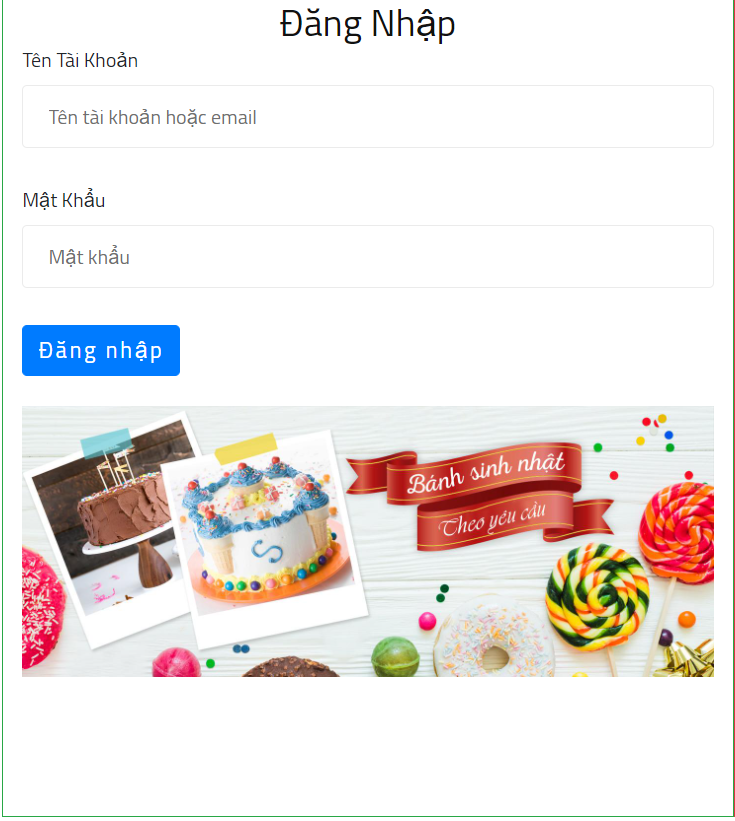 Đăng Nhập
Tên Tài Khoản
Tên tài khoản hoặc email
Mật Khẩu
Mật khẩu
Đăng nhập
Bánh sinh nhật
Theo yêu cầu
S